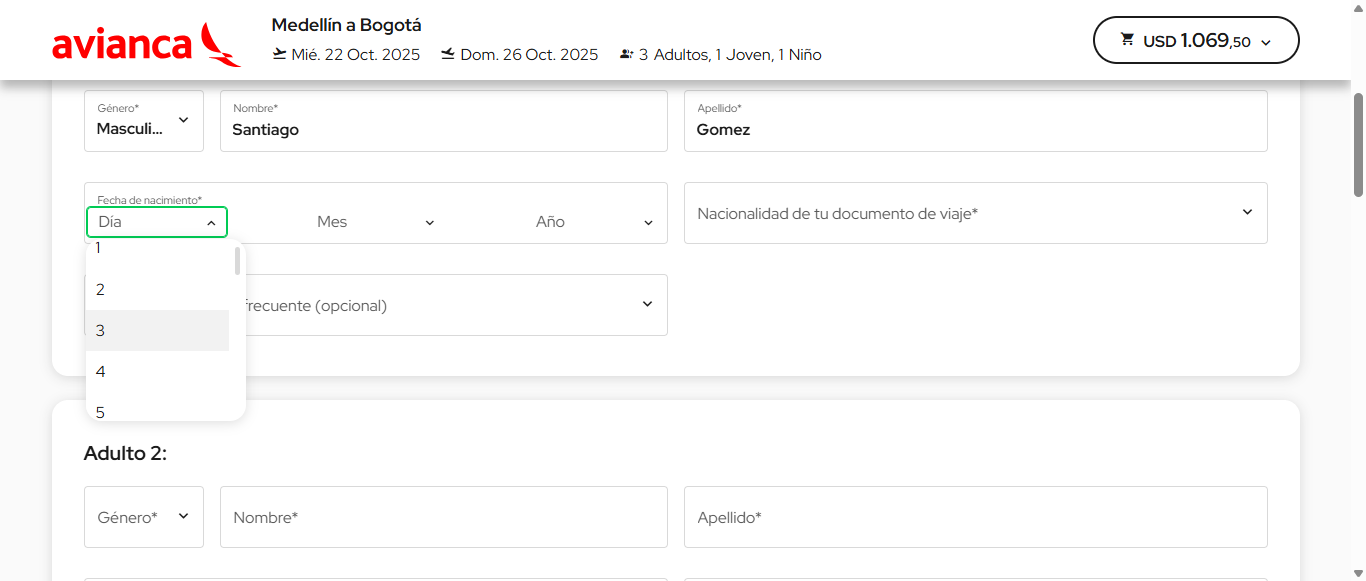 avianca
Medellín a Bogotá
Mié. 22 Oct. 2025 Dom. 26 Oct. 2025 3 Adultos, 1 Joven, 1 Niño
USD 1.069,50
Género* Nombre* Apellido*
Masculi... Santiago Gomez
Fecha de nacimiento*
Día Mes Año Nacionalidad de tu documento de viaje*
1
2
frecuente (opcional)
3
4
5
Adulto 2:
Género* Nombre* Apellido*